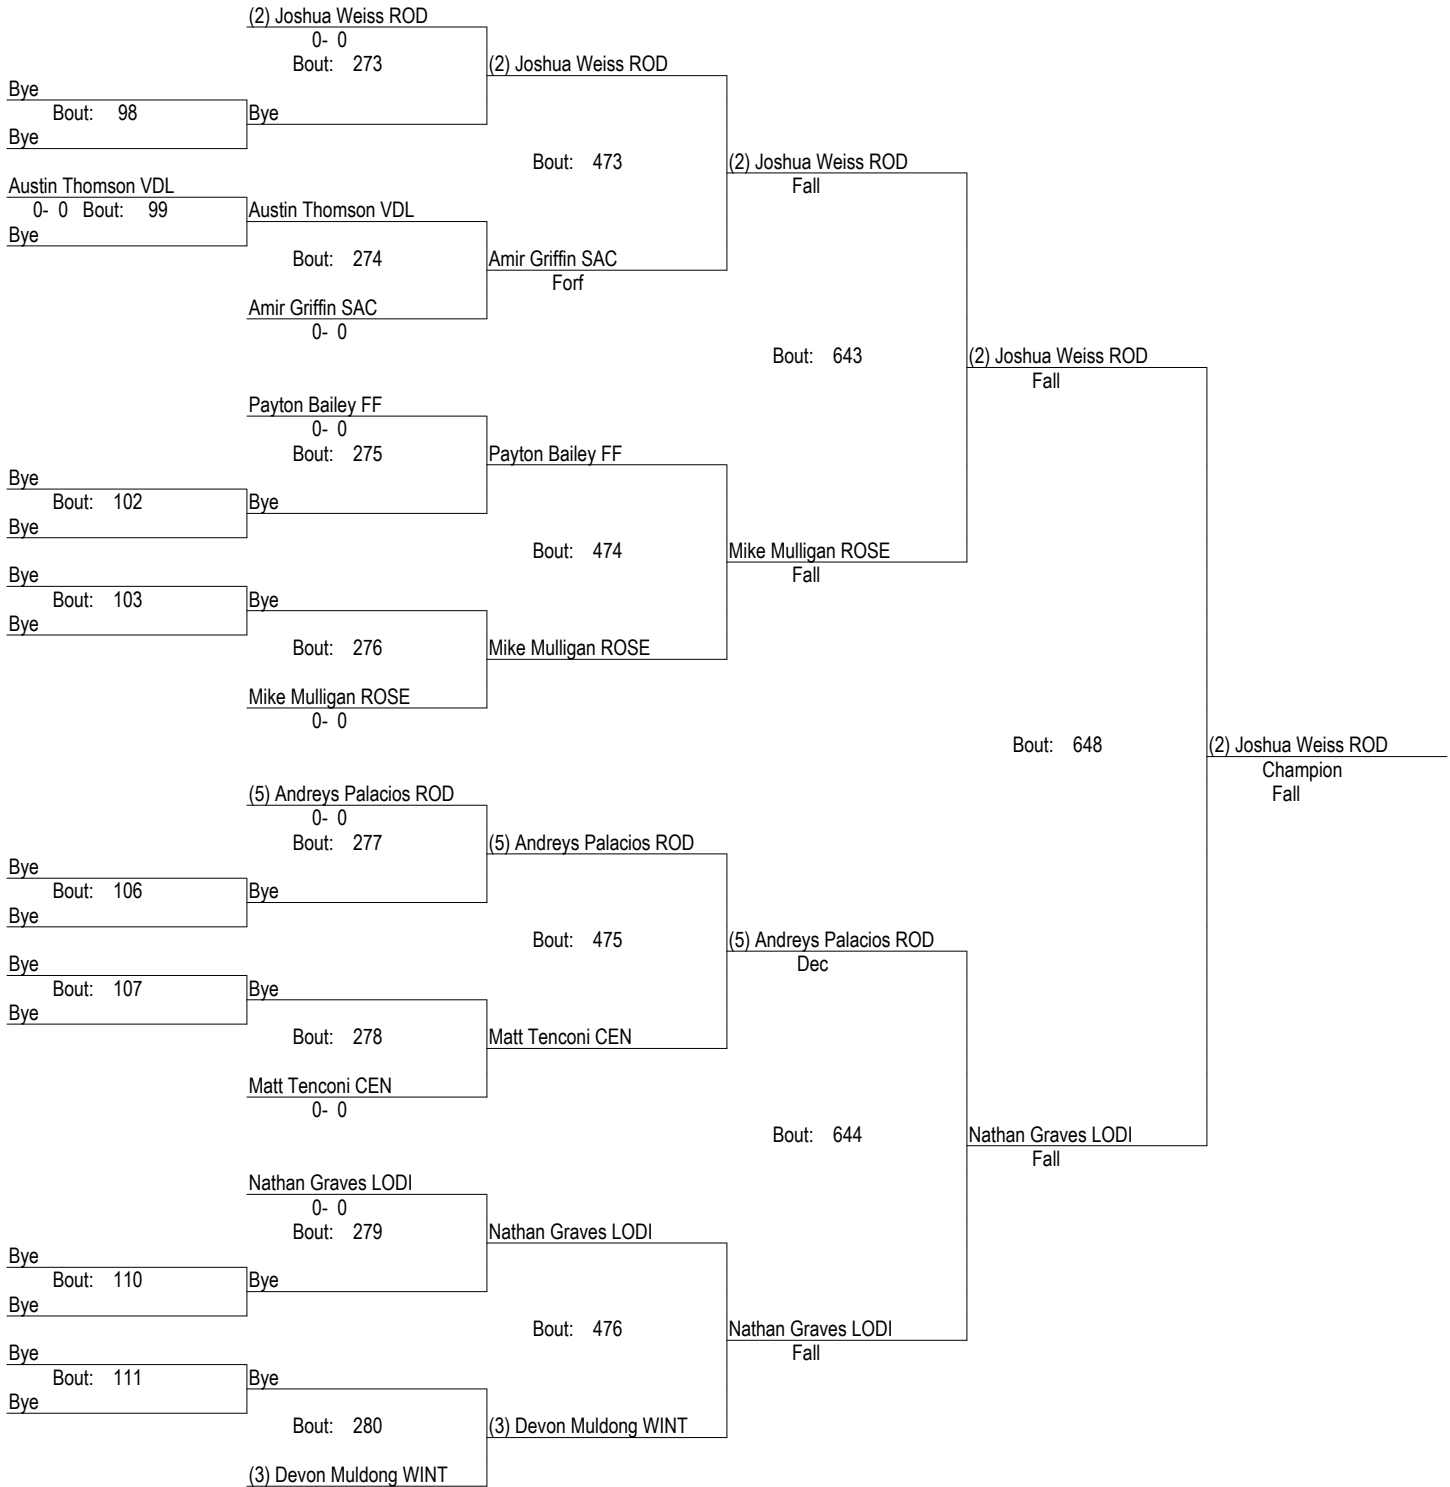 (2) Joshua Weiss ROD
0- 0
Bout: 273
(2) Joshua Weiss ROD
Bye
Bout: 98
Bye
Bye
Bout: 473
(2) Joshua Weiss ROD
Fall
Austin Thomson VDL
0- 0 Bout: 99
Austin Thomson VDL
Bye
Bout: 274
Amir Griffin SAC
Forf
Amir Griffin SAC
0- 0
Bout: 643
(2) Joshua Weiss ROD
Fall
Payton Bailey FF
0- 0
Bout: 275
Payton Bailey FF
Bye
Bout: 102
Bye
Bye
Bout: 474
Mike Mulligan ROSE
Fall
Bye
Bout: 103
Bye
Bye
Bout: 276
Mike Mulligan ROSE
Mike Mulligan ROSE
0- 0
Bout: 648
(2) Joshua Weiss ROD
Champion
Fall
(5) Andreys Palacios ROD
0- 0
Bout: 277
(5) Andreys Palacios ROD
Bye
Bout: 106
Bye
Bye
Bout: 475
(5) Andreys Palacios ROD
Dec
Bye
Bout: 107
Bye
Bye
Bout: 278
Matt Tenconi CEN
Matt Tenconi CEN
0- 0
Bout: 644
Nathan Graves LODI
Fall
Nathan Graves LODI
0- 0
Bout: 279
Nathan Graves LODI
Bye
Bout: 110
Bye
Bye
Bout: 476
Nathan Graves LODI
Fall
Bye
Bout: 111
Bye
Bye
Bout: 280
(3) Devon Muldong WINT
(3) Devon Muldong WINT